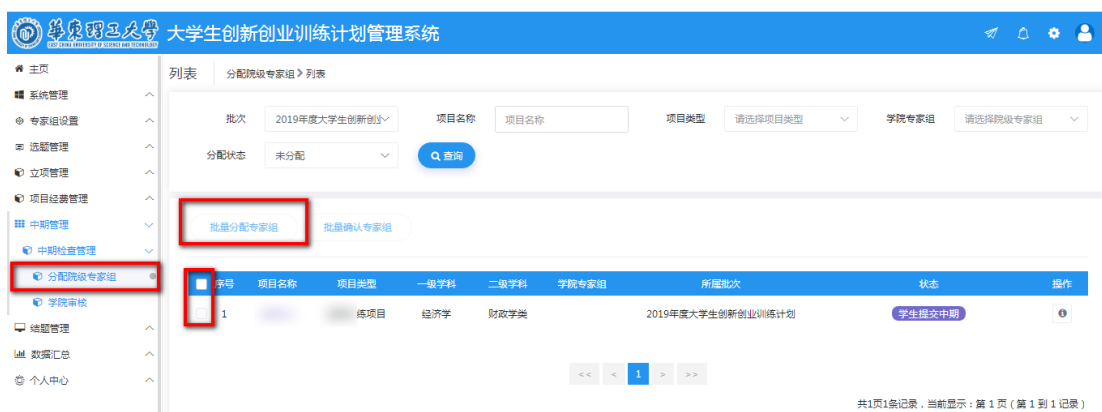 華東理工大學 大学生创新创业训练计划管理系统
EAST CHINA UNIVERSITY OF SCIENCE AND TECHNOLOGY
主页
系统管理
专家组设置
选题管理
立项管理
项目经费管理
中期管理
中期检查管理
分配院级专家组
学院审核
结题管理
数据汇总
个人中心
列表 分配院级专家组 > 列表
批次 2019年度大学生创新创业 项目名称 项目名称 项目类型 请选择项目类型 学院专家组 请选择院级专家组
分配状态 未分配 查询
批量分配专家组 批量确认专家组
序号 项目名称 项目类型 一级学科 二级学科 学院专家组 所属批次 状态 操作
1 练项目 经济学 财政学类 2019年度大学生创新创业训练计划 学生提交中期
<< < 1 > >>
共1页1条记录，当前显示：第 1 页 ( 第 1 到 1 记录 )